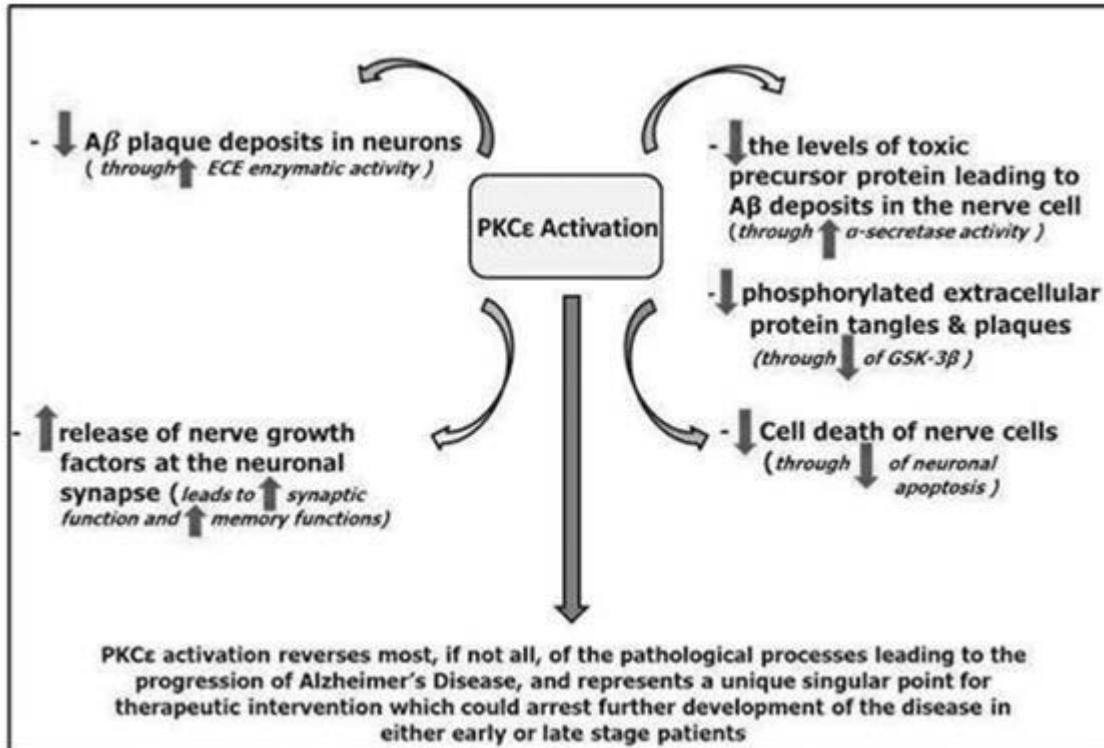 - Aβ plaque deposits in neurons
( through ECE enzymatic activity )
- the levels of toxic
precursor protein leading to
Aβ deposits in the nerve cell
(through α-secretase activity )
PKCε Activation
- phosphorylated extracellular
protein tangles & plaques
(through of GSK-3β )
- release of nerve growth
factors at the neuronal
synapse (leads to synaptic
function and memory functions)
- Cell death of nerve cells
(through of neuronal
apoptosis )
PKCε activation reverses most, if not all, of the pathological processes leading to the
progression of Alzheimer's Disease, and represents a unique singular point for
therapeutic intervention which could arrest further development of the disease in
either early or late stage patients